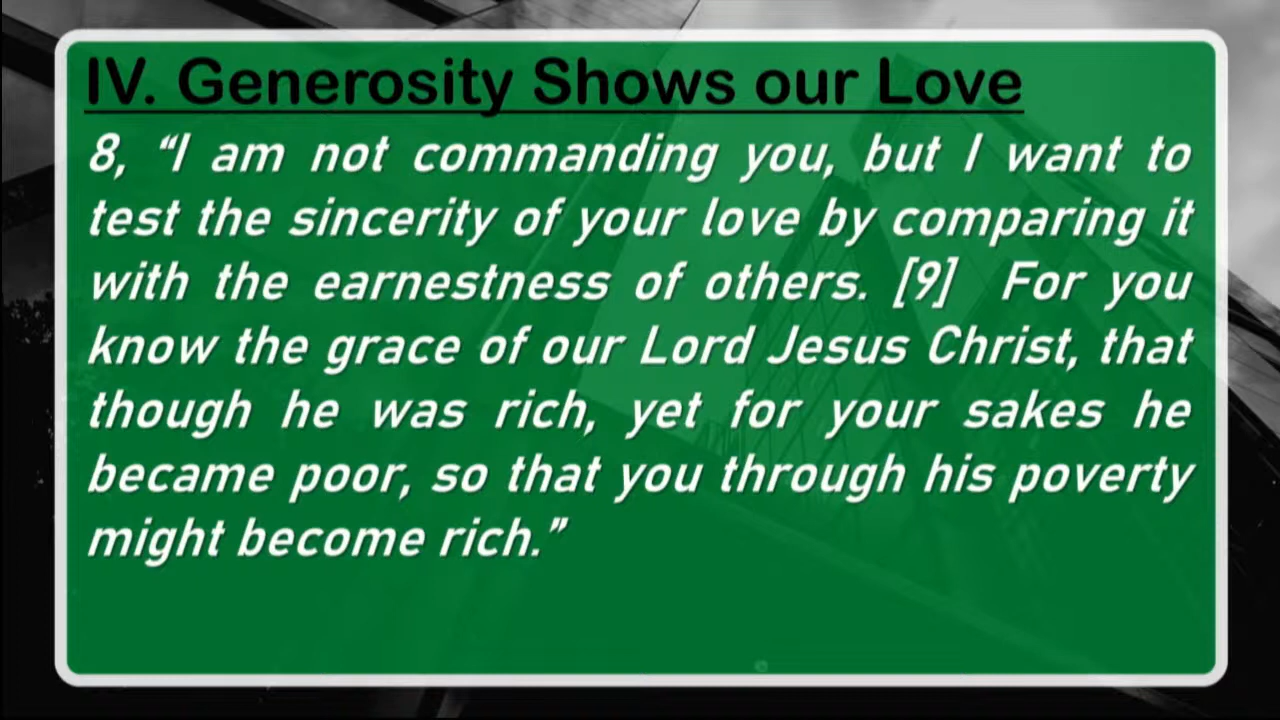 IV. Generosity Shows our Love
8, “I am not commanding you, but I want to
test the sincerity of your love by comparing it
with the earnestness of others. [9] For you
know the grace of our Lord Jesus Christ, that
though he was rich, yet for your sakes he
became poor, so that you through his poverty
might become rich.”